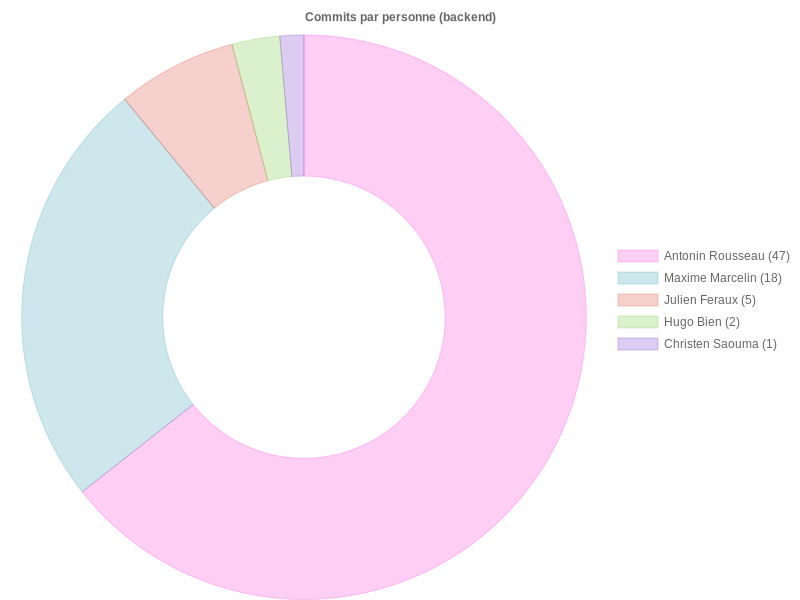 Commits par personne (backend)
Antonin Rousseau (47)
Maxime Marcelin (18)
Julien Feraux (5)
Hugo Bien (2)
Christen Saouma (1)